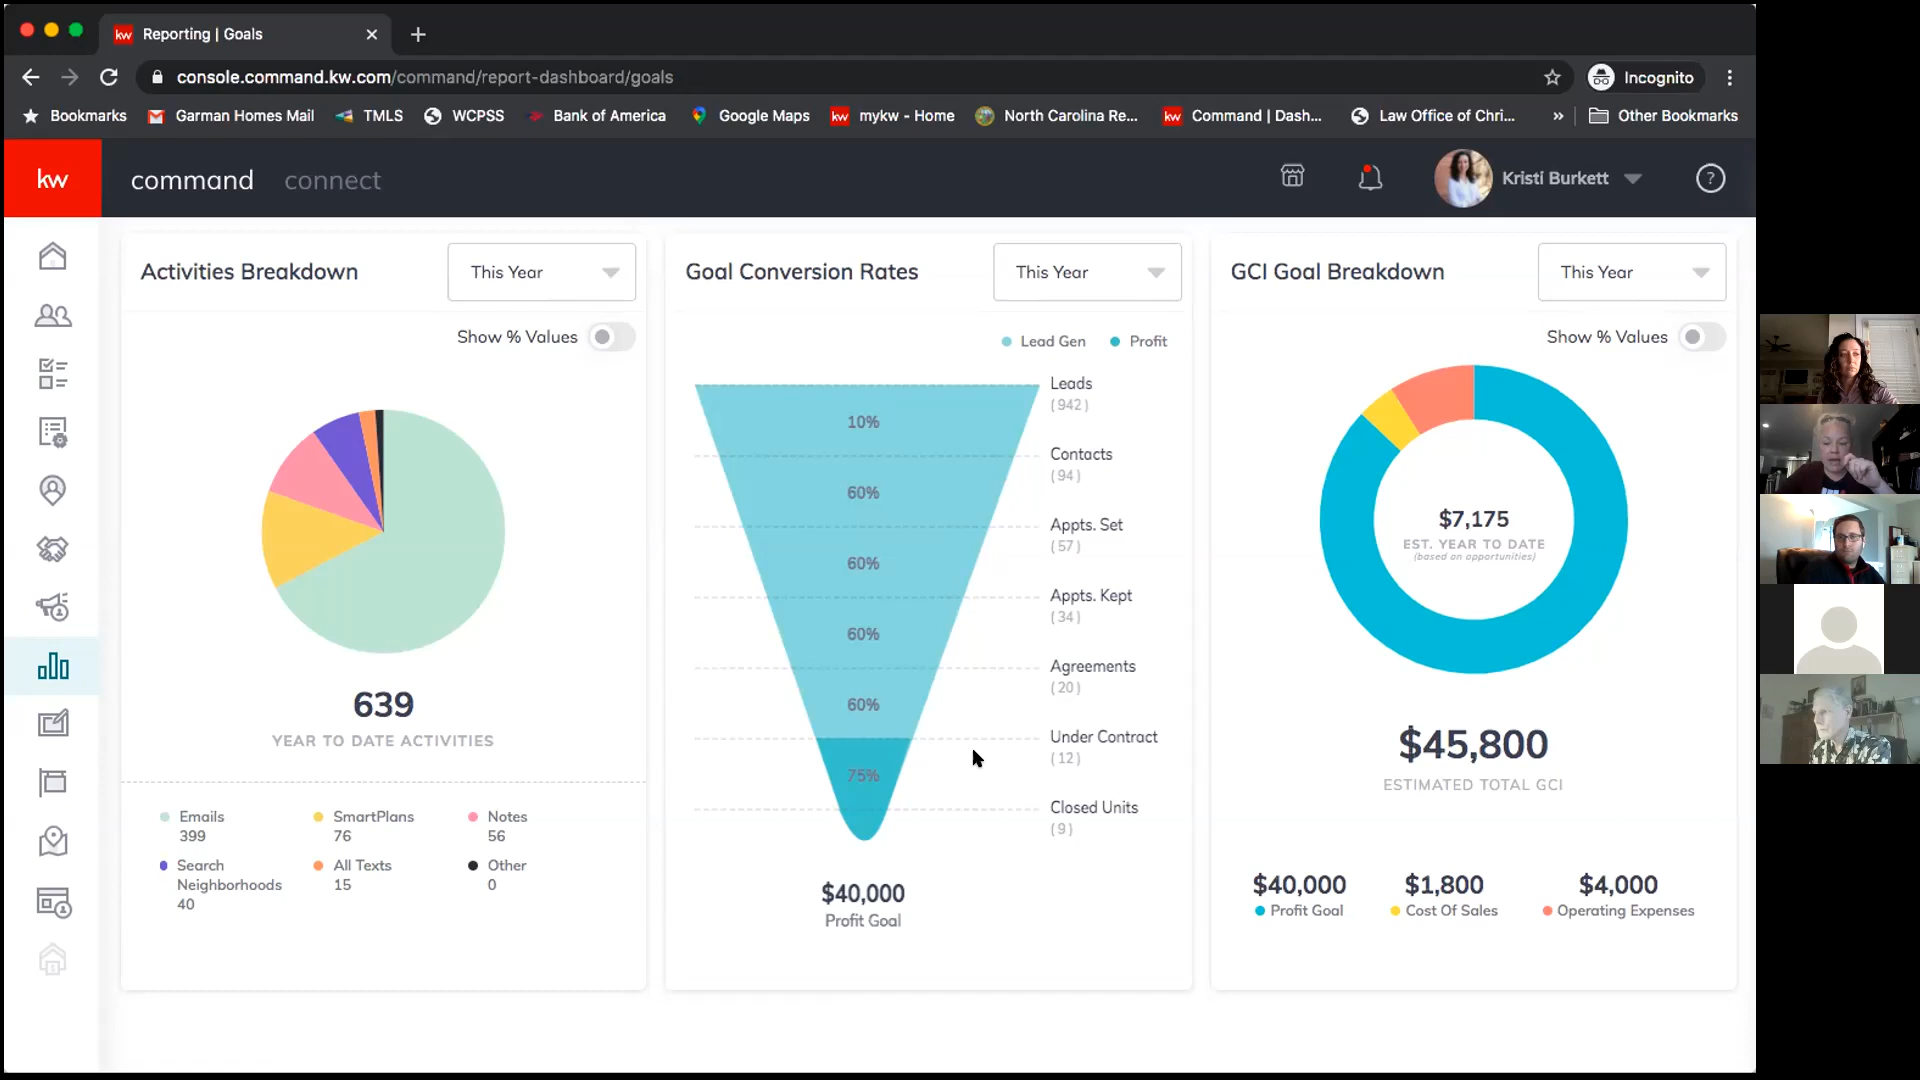 kw Reporting | Goals
console.command.kw.com/command/report-dashboard/goals
Incognito
Bookmarks
Garman Homes Mail
TMLS
WCPSS
Bank of America
Google Maps
kw mykw - Home
North Carolina Re...
kw Command | Dash...
Law Office of Chri...
»
Other Bookmarks
kw
command connect
Kristi Burkett
?
Activities Breakdown
This Year
Show % Values
639
YEAR TO DATE ACTIVITIES
Emails
399
SmartPlans
76
Notes
56
Search
Neighborhoods
40
All Texts
15
Other
0
Goal Conversion Rates
This Year
Lead Gen
Profit
10%
60%
60%
60%
60%
75%
Leads
(942)
Contacts
(94)
Appts. Set
(57)
Appts. Kept
(34)
Agreements
(20)
Under Contract
(12)
Closed Units
(9)
$40,000
Profit Goal
GCI Goal Breakdown
This Year
Show % Values
$7,175
EST. YEAR TO DATE
(based on opportunities)
$45,800
ESTIMATED TOTAL GCI
$40,000
Profit Goal
$1,800
Cost Of Sales
$4,000
Operating Expenses